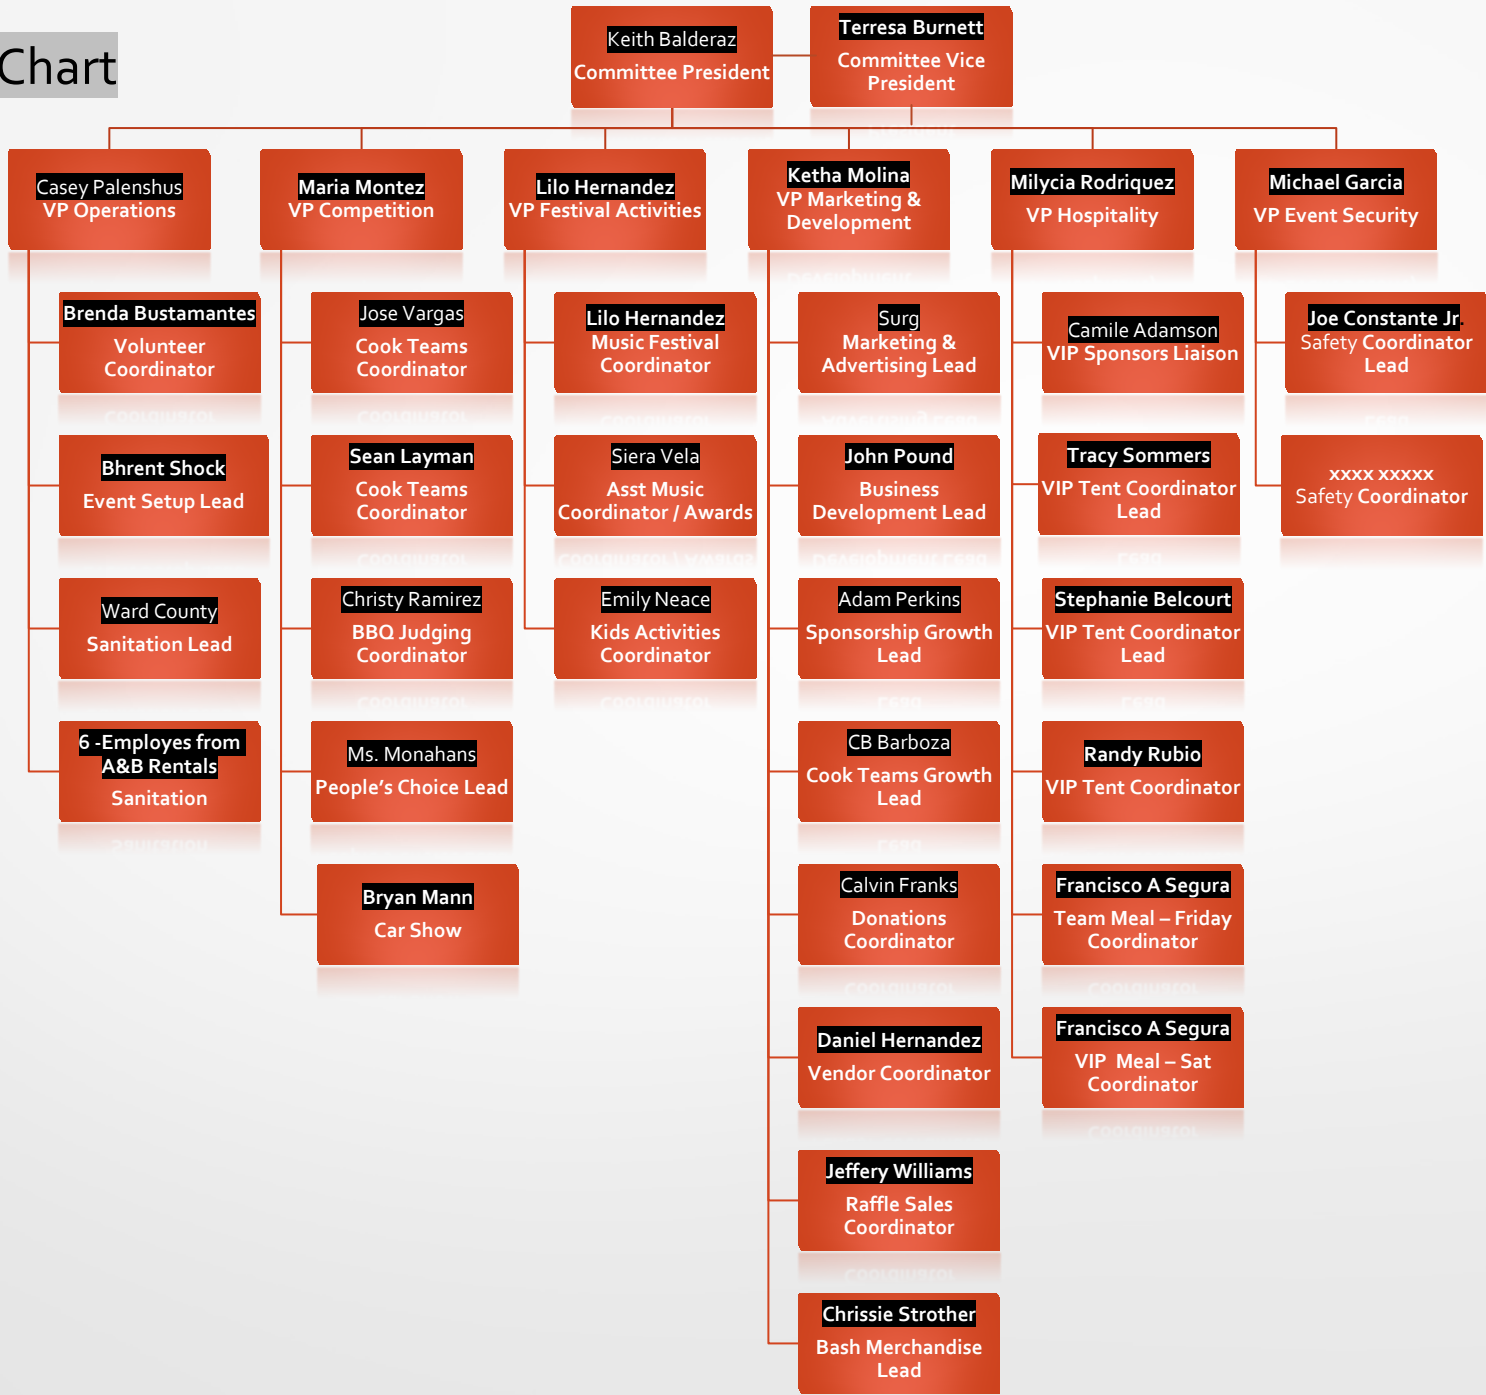 Chart
Keith Balderaz
Committee President
Terresa Burnett
Committee Vice
President
Casey Palenshus
VP Operations
Maria Montez
VP Competition
Lilo Hernandez
VP Festival Activities
Ketha Molina
VP Marketing &
Development
Milycia Rodriquez
VP Hospitality
Michael Garcia
VP Event Security
Brenda Bustamantes
Volunteer
Coordinator
Bhrent Shock
Event Setup Lead
Ward County
Sanitation Lead
6 -Employes from
A&B Rentals
Sanitation
Jose Vargas
Cook Teams
Coordinator
Sean Layman
Cook Teams
Coordinator
Christy Ramirez
BBQ Judging
Coordinator
Ms. Monahans
People’s Choice Lead
Bryan Mann
Car Show
Lilo Hernandez
Music Festival
Coordinator
Siera Vela
Asst Music
Coordinator / Awards
Emily Neace
Kids Activities
Coordinator
Surg
Marketing &
Advertising Lead
John Pound
Business
Development Lead
Adam Perkins
Sponsorship Growth
Lead
CB Barboza
Cook Teams Growth
Lead
Calvin Franks
Donations
Coordinator
Daniel Hernandez
Vendor Coordinator
Jeffery Williams
Raffle Sales
Coordinator
Chrissie Strother
Bash Merchandise
Lead
Camile Adamson
VIP Sponsors Liaison
Tracy Sommers
VIP Tent Coordinator
Lead
Stephanie Belcourt
VIP Tent Coordinator
Lead
Randy Rubio
VIP Tent Coordinator
Francisco A Segura
Team Meal – Friday
Coordinator
Francisco A Segura
VIP  Meal – Sat
Coordinator
Joe Constante Jr.
Safety Coordinator
Lead
xxxx xxxxx
Safety Coordinator